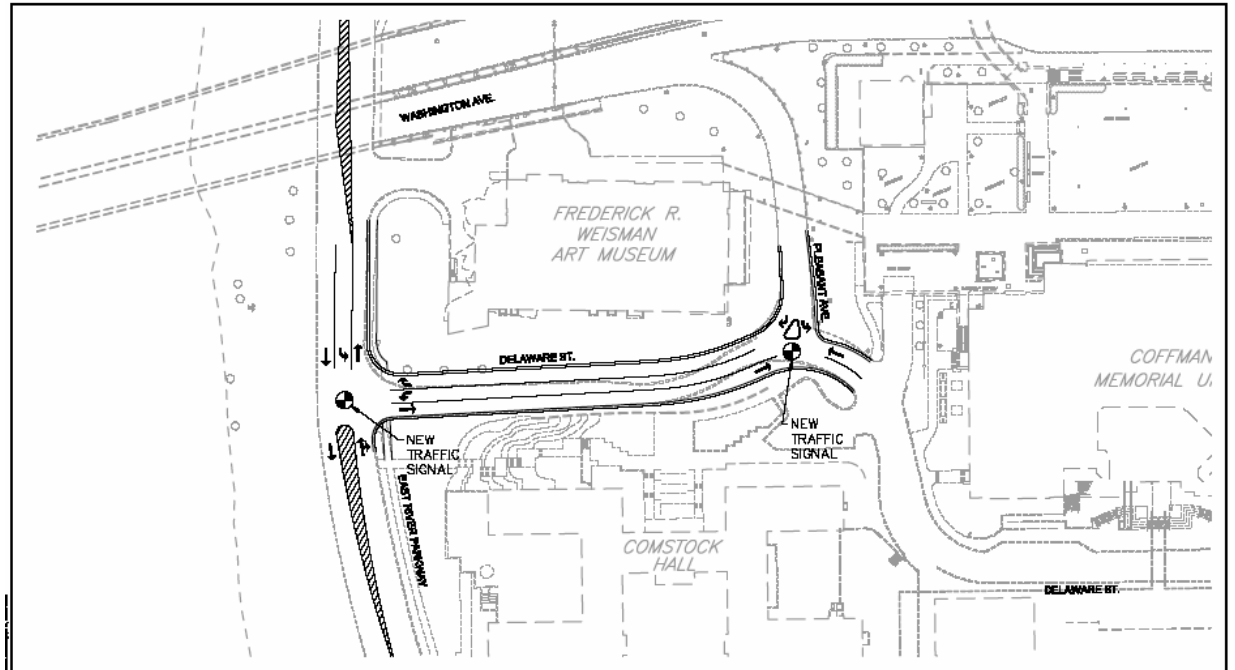 WASHINGTON AVE.
FREDERICK R.
WEISMAN
ART MUSEUM
PLEASANT AVE.
DELAWARE ST.
COFFMAN
MEMORIAL U
NEW
TRAFFIC
SIGNAL
NEW
TRAFFIC
SIGNAL
EAST RIVER PARKWAY
COMSTOCK
HALL
DELAWARE ST.